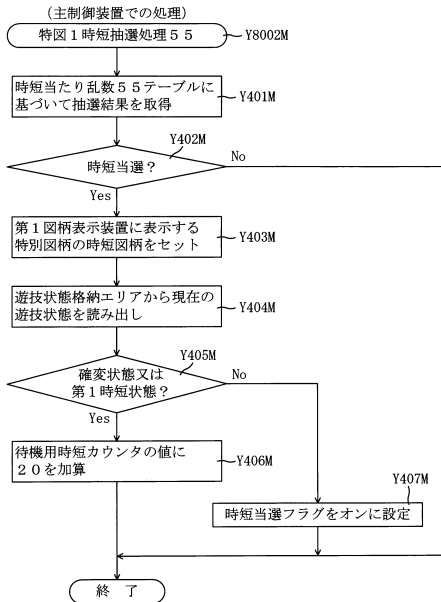 (主制御装置での処理)
特図１時短抽選処理５５
Y8002M
時短当たり乱数５５テーブルに
基づいて抽選結果を取得
Y401M
Y402M
時短当選？
No
Yes
第１図柄表示装置に表示する
特別図柄の時短図柄をセット
Y403M
遊技状態格納エリアから現在の
遊技状態を読み出し
Y404M
Y405M
確変状態又は
第１時短状態？
No
Yes
待機用時短カウンタの値に
２０を加算
Y406M
Y407M
時短当選フラグをオンに設定
終 了